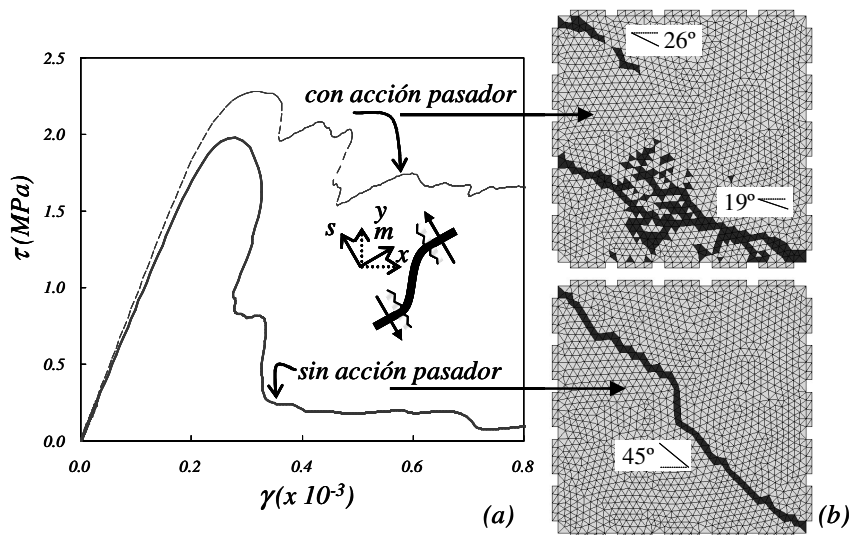 2.5
2.0
1.5
1.0
0.5
0.0
τ (MPa)
0.0 0.2 0.4 0.6 0.8
γ (x 10⁻³)
(a)
con acción pasador
s
y
m
x
sin acción pasador
26º
19º
45º
(b)